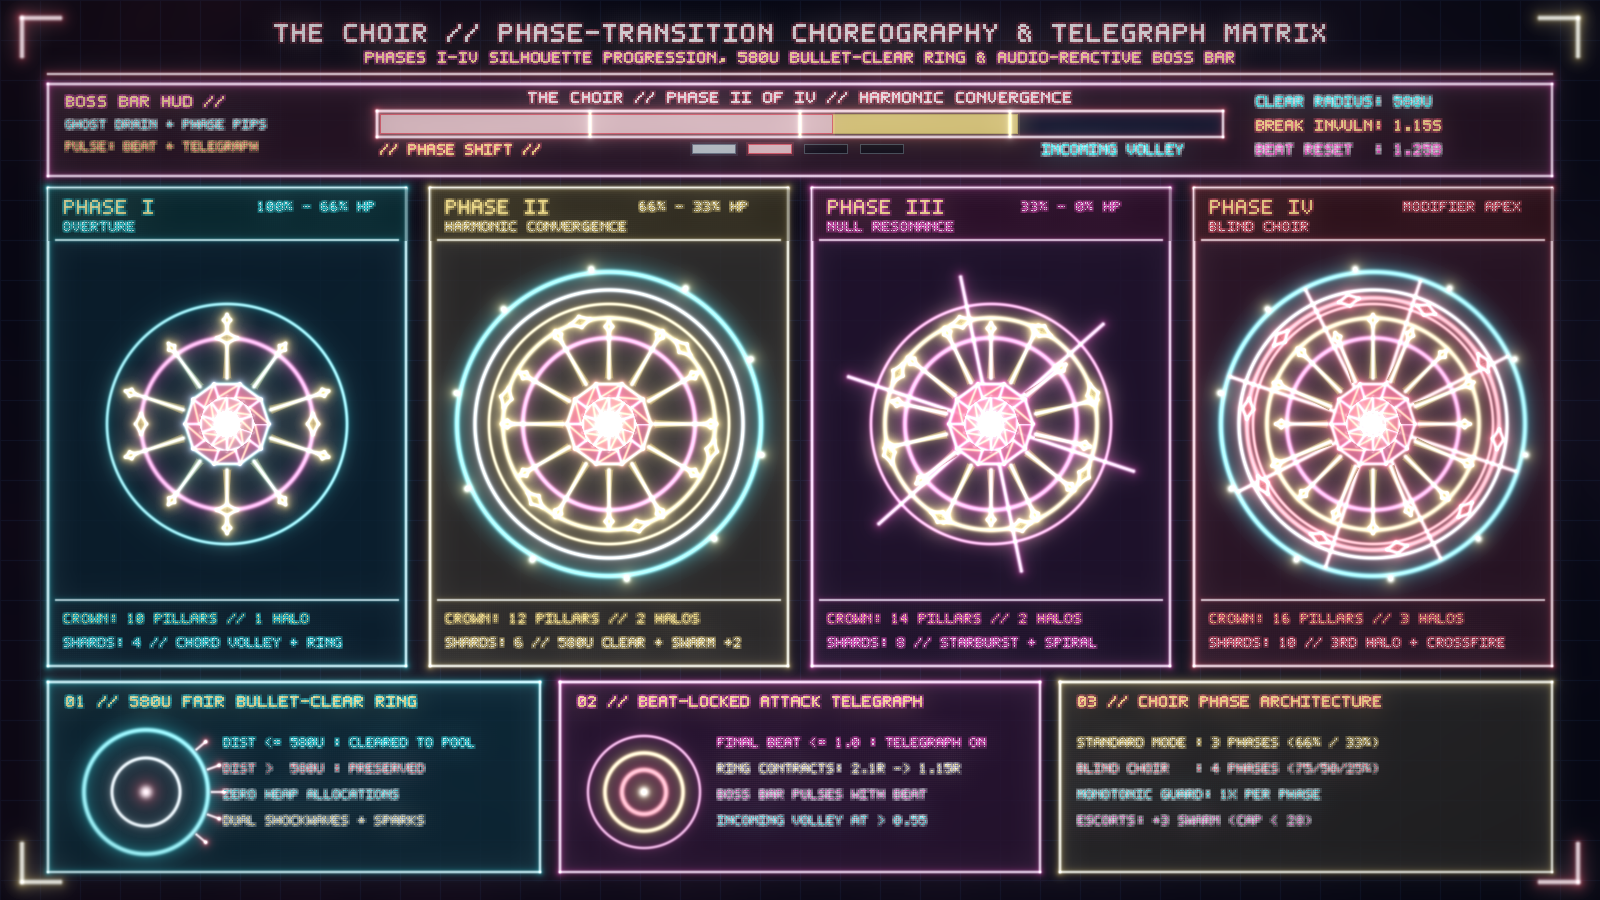 THE CHOIR // PHASE-TRANSITION CHOREOGRAPHY & TELEGRAPH MATRIX
PHASES I-IV SILHOUETTE PROGRESSION, 580U BULLET-CLEAR RING & AUDIO-REACTIVE BOSS BAR
BOSS BAR HUD //
GHOST DRAIN + PHASE PIPS
PULSE: BEAT + TELEGRAPH
THE CHOIR // PHASE II OF IV // HARMONIC CONVERGENCE
// PHASE SHIFT //
INCOMING VOLLEY
CLEAR RADIUS: 580U
BREAK INVULN: 1.15S
BEAT RESET : 1.250
PHASE I
100% - 66% HP
OVERTURE
CROWN: 10 PILLARS // 1 HALO
SHARDS: 4 // CHORD VOLLEY + RING
PHASE II
66% - 33% HP
HARMONIC CONVERGENCE
CROWN: 12 PILLARS // 2 HALOS
SHARDS: 6 // 580U CLEAR + SWARM +2
PHASE III
33% - 0% HP
NULL RESONANCE
CROWN: 14 PILLARS // 2 HALOS
SHARDS: 8 // STARBURST + SPIRAL
PHASE IV
MODIFIER APEX
BLIND CHOIR
CROWN: 16 PILLARS // 3 HALOS
SHARDS: 10 // 3RD HALO + CROSSFIRE
01 // 580U FAIR BULLET-CLEAR RING
DIST <= 580U : CLEARED TO POOL
DIST > 580U : PRESERVED
ZERO HEAP ALLOCATIONS
DUAL SHOCKWAVES + SPARKS
02 // BEAT-LOCKED ATTACK TELEGRAPH
FINAL BEAT <= 1.0 : TELEGRAPH ON
RING CONTRACTS: 2.1R -> 1.15R
BOSS BAR PULSES WITH BEAT
INCOMING VOLLEY AT > 0.55
03 // CHOIR PHASE ARCHITECTURE
STANDARD MODE : 3 PHASES (66% / 33%)
BLIND CHOIR : 4 PHASES (75/50/25%)
MONOTONIC GUARD: 1X PER PHASE
ESCORTS: +3 SWARM (CAP < 28)